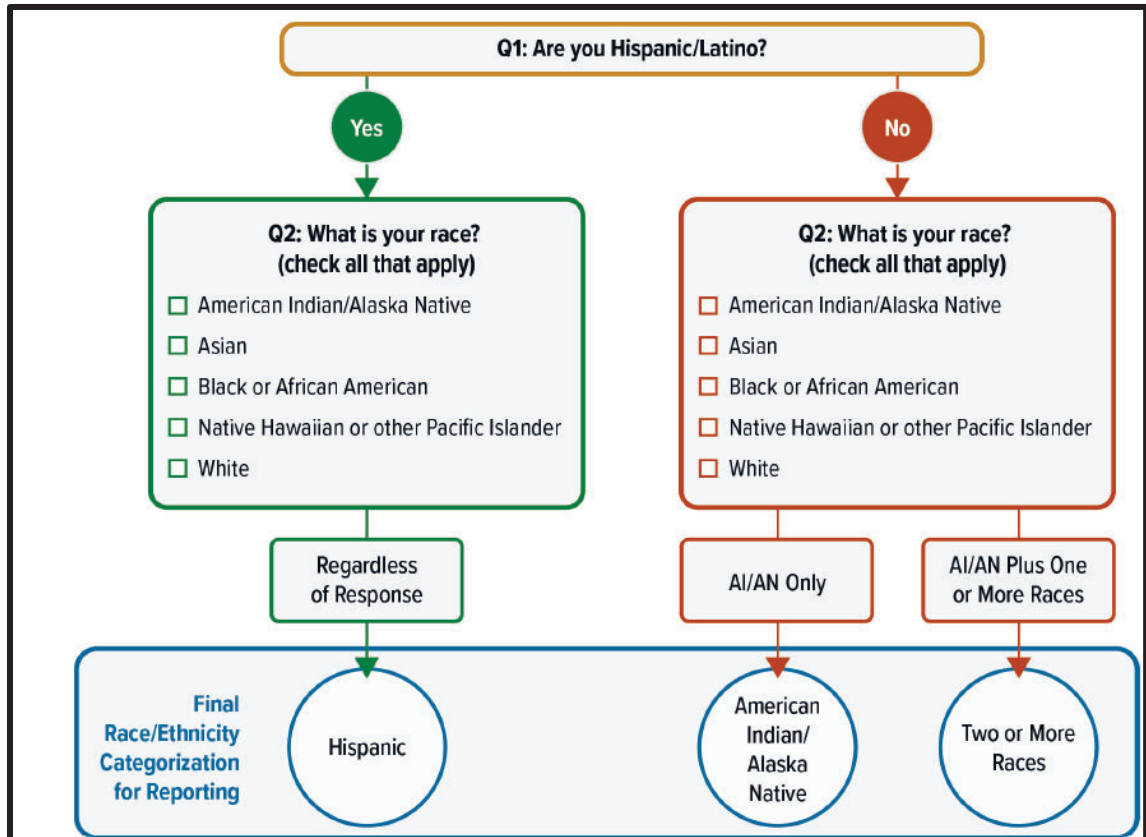 Q1: Are you Hispanic/Latino?
Yes
No
Q2: What is your race?
(check all that apply)
American Indian/Alaska Native
Asian
Black or African American
Native Hawaiian or other Pacific Islander
White
Q2: What is your race?
(check all that apply)
American Indian/Alaska Native
Asian
Black or African American
Native Hawaiian or other Pacific Islander
White
Regardless
of Response
AI/AN Only
AI/AN Plus One
or More Races
Final
Race/Ethnicity
Categorization
for Reporting
Hispanic
American
Indian/
Alaska
Native
Two or More
Races